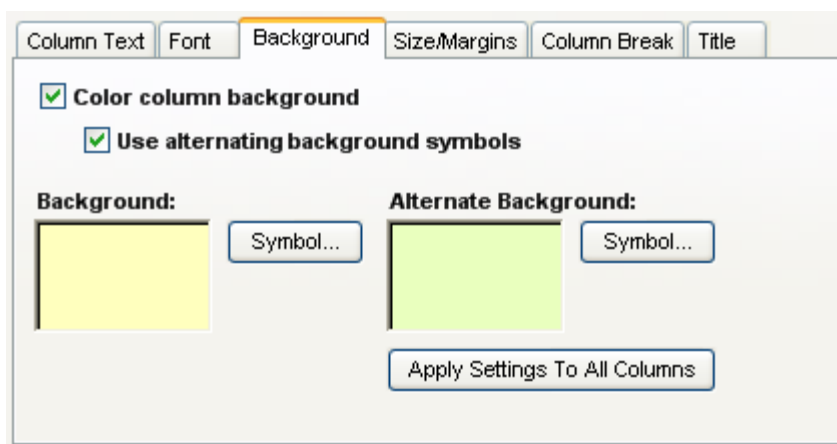 Column Text Font Background Size/Margins Column Break Title
Color column background
Use alternating background symbols
Background: Alternate Background:
Symbol... Symbol...
Apply Settings To All Columns